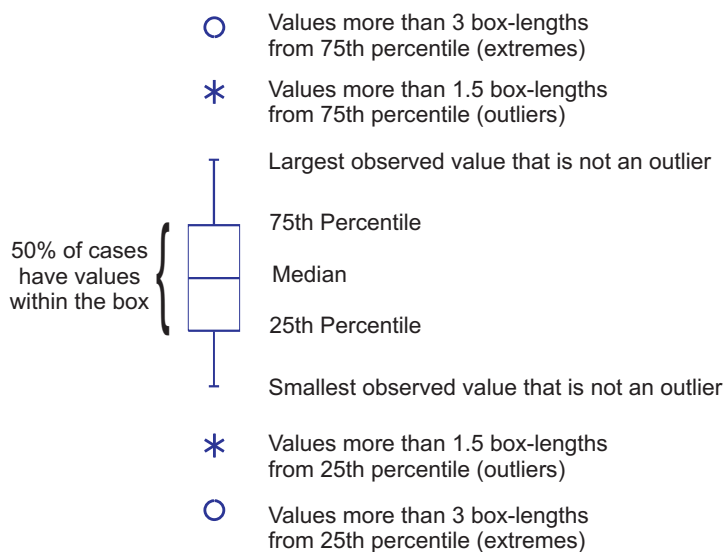 Values more than 3 box-lengths
from 75th percentile (extremes)
Values more than 1.5 box-lengths
from 75th percentile (outliers)
Largest observed value that is not an outlier
75th Percentile
50% of cases
have values
within the box
Median
25th Percentile
Smallest observed value that is not an outlier
Values more than 1.5 box-lengths
from 25th percentile (outliers)
Values more than 3 box-lengths
from 25th percentile (extremes)